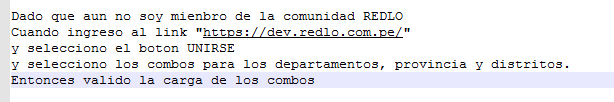 Dado que aun no soy mienbro de la comunidad REDLO
Cuando ingreso al link "https://dev.redlo.com.pe/"
y selecciono el boton UNIRSE
y selecciono los combos para los departamentos, provincia y distritos.
Entonces valido la carga de los combos